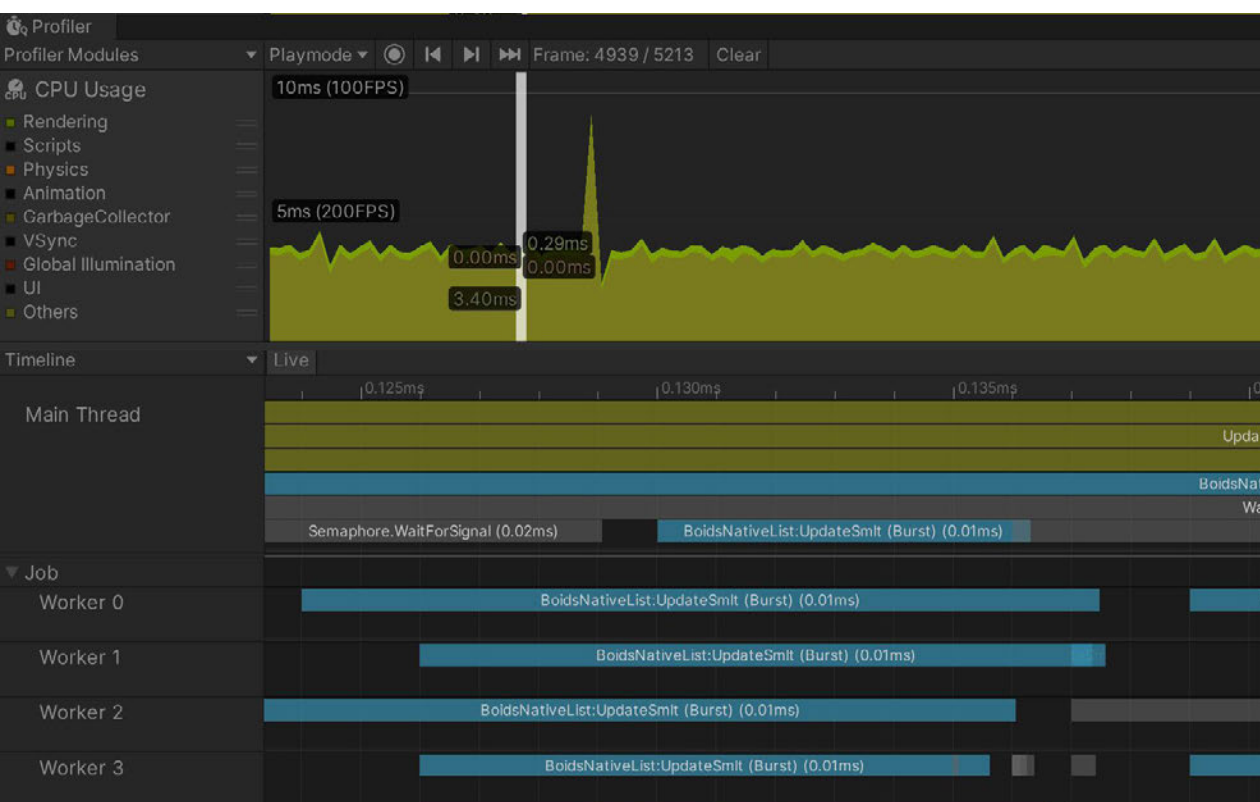 Profiler
Profiler Modules Playmode Frame: 4939 / 5213 Clear
CPU Usage
10ms (100FPS)
Rendering
Scripts
Physics
Animation
GarbageCollector
5ms (200FPS)
VSync
0.29ms
0.00ms
Global Illumination
0.00ms
UI
3.40ms
Others
Timeline Live
0.125ms 0.130ms 0.135ms
Main Thread
Upda
BoidsNat
Wa
Semaphore.WaitForSignal (0.02ms) BoidsNativeList:UpdateSmlt (Burst) (0.01ms)
Job
Worker 0 BoidsNativeList:UpdateSmlt (Burst) (0.01ms)
Worker 1 BoidsNativeList:UpdateSmlt (Burst) (0.01ms)
Worker 2 BoidsNativeList:UpdateSmlt (Burst) (0.01ms)
Worker 3 BoidsNativeList:UpdateSmlt (Burst) (0.01ms)